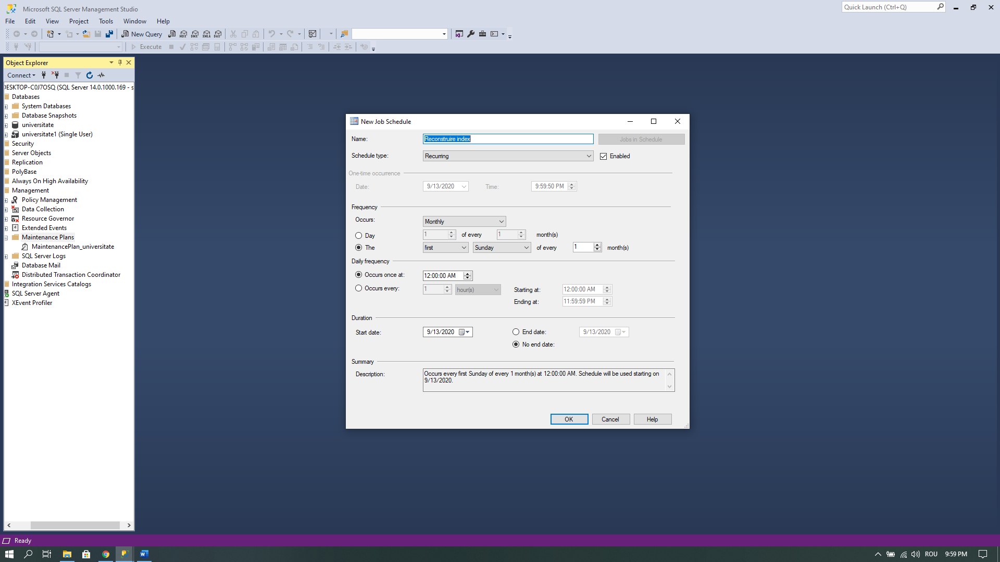 Microsoft SQL Server Management Studio
Quick Launch (Ctrl+Q)
File Edit View Project Tools Window Help
New Query MDX DMX XMLA DAX
Execute
Object Explorer
Connect
DESKTOP-C0J7OSQ (SQL Server 14.0.1000.169 - s
Databases
System Databases
Database Snapshots
universitate
universitate1 (Single User)
Security
Server Objects
Replication
PolyBase
Always On High Availability
Management
Policy Management
Data Collection
Resource Governor
Extended Events
Maintenance Plans
MaintenancePlan_universitate
SQL Server Logs
Database Mail
Distributed Transaction Coordinator
Integration Services Catalogs
SQL Server Agent
XEvent Profiler
New Job Schedule
Name: Reconstruire index Jobs in Schedule
Schedule type: Recurring Enabled
One-time occurrence
Date: 9/13/2020 Time: 9:59:50 PM
Frequency
Occurs: Monthly
Day 1 of every 1 month(s)
The first Sunday of every 1 month(s)
Daily frequency
Occurs once at: 12:00:00 AM
Occurs every: 1 hour(s) Starting at: 12:00:00 AM
Ending at: 11:59:59 PM
Duration
Start date: 9/13/2020 End date: 9/13/2020
No end date:
Summary
Description: Occurs every first Sunday of every 1 month(s) at 12:00:00 AM. Schedule will be used starting on
9/13/2020.
OK Cancel Help
Ready
ROU 9:59 PM